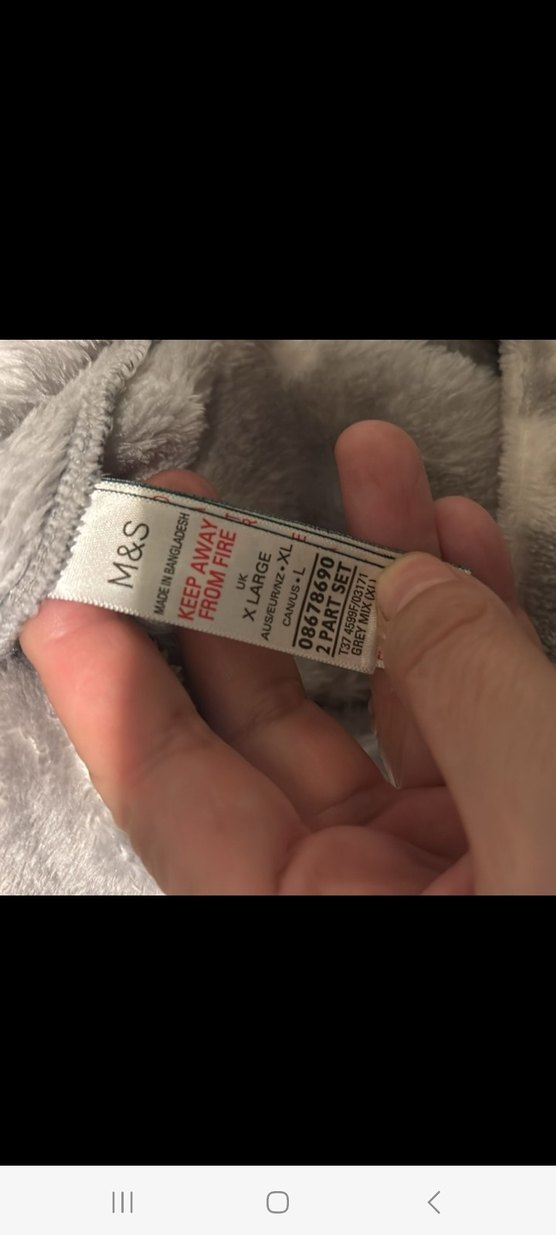 M&S
MADE IN BANGLADESH
KEEP AWAY
FROM FIRE
UK
X LARGE
AUS/EUR/NZ • XL
CAN/US • L
08678690
2 PART SET
T37 4599F/03171
GREY MIX (XL)